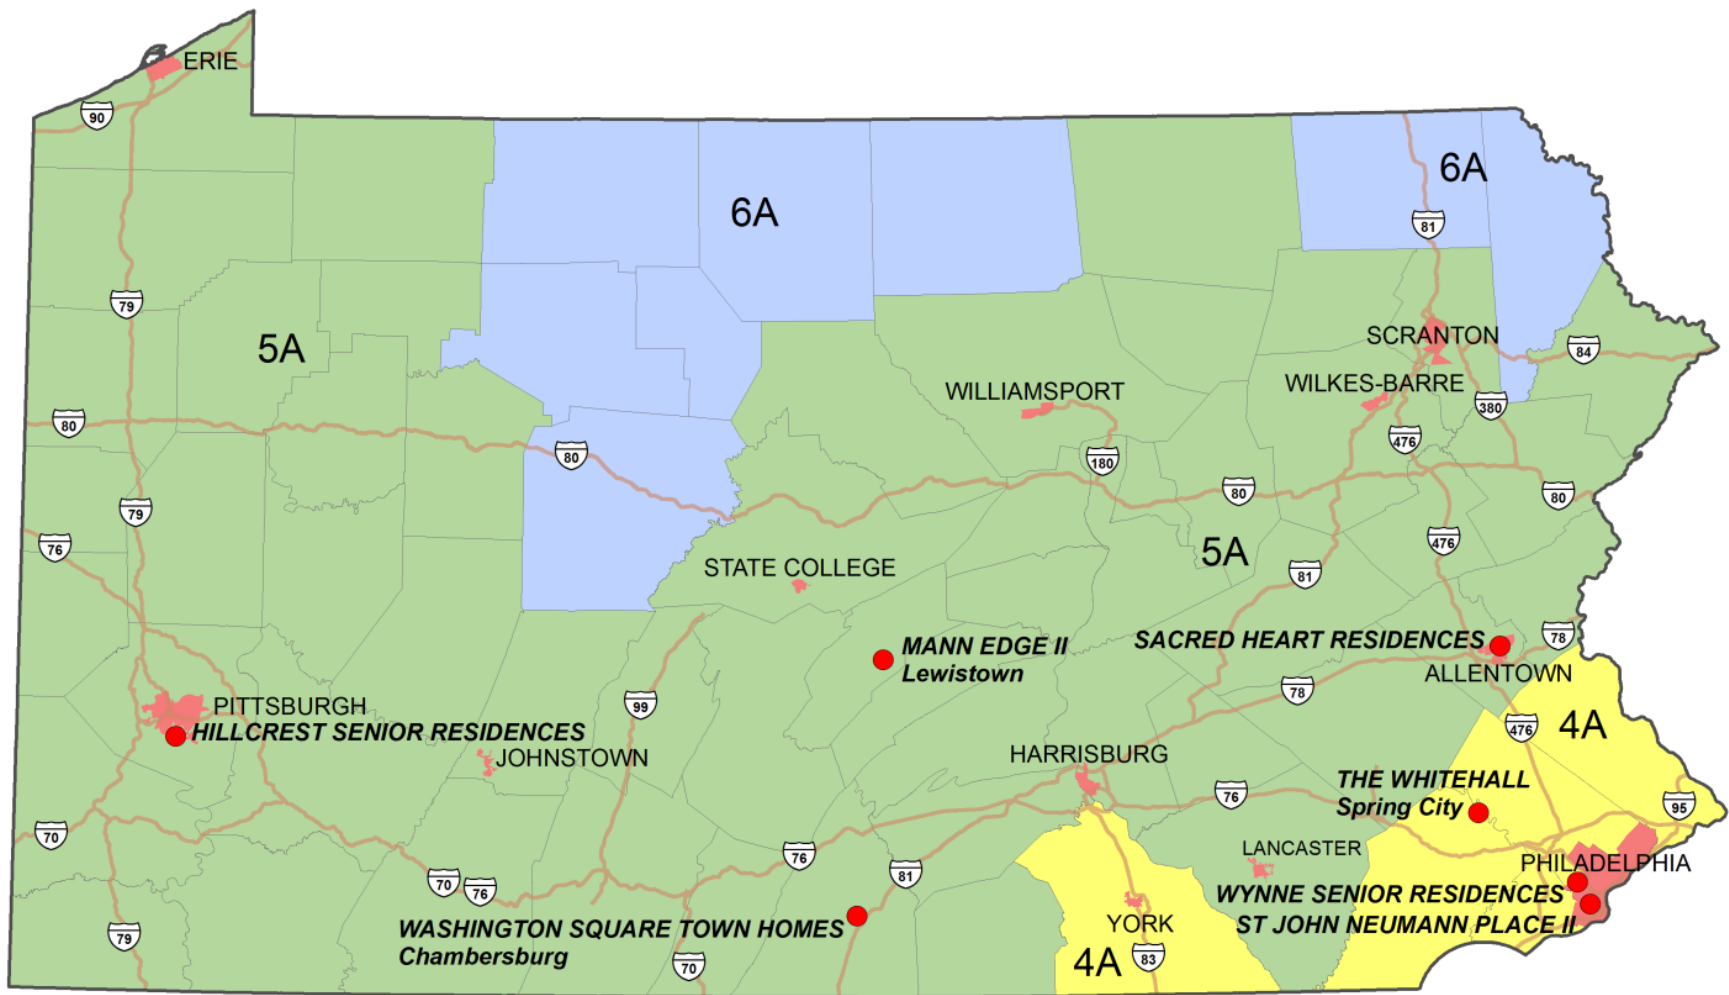 ERIE
90
6A
6A
81
79
5A
SCRANTON
84
WILLIAMSPORT
WILKES-BARRE
380
80
80
476
180
80
80
79
76
5A
476
STATE COLLEGE
81
MANN EDGE II
Lewistown
SACRED HEART RESIDENCES
78
ALLENTOWN
78
99
PITTSBURGH
HILLCREST SENIOR RESIDENCES
JOHNSTOWN
476
4A
HARRISBURG
THE WHITEHALL
Spring City
76
95
70
76
LANCASTER
PHILADELPHIA
81
70
76
WYNNE SENIOR RESIDENCES
ST JOHN NEUMANN PLACE II
WASHINGTON SQUARE TOWN HOMES
Chambersburg
YORK
79
70
4A
83